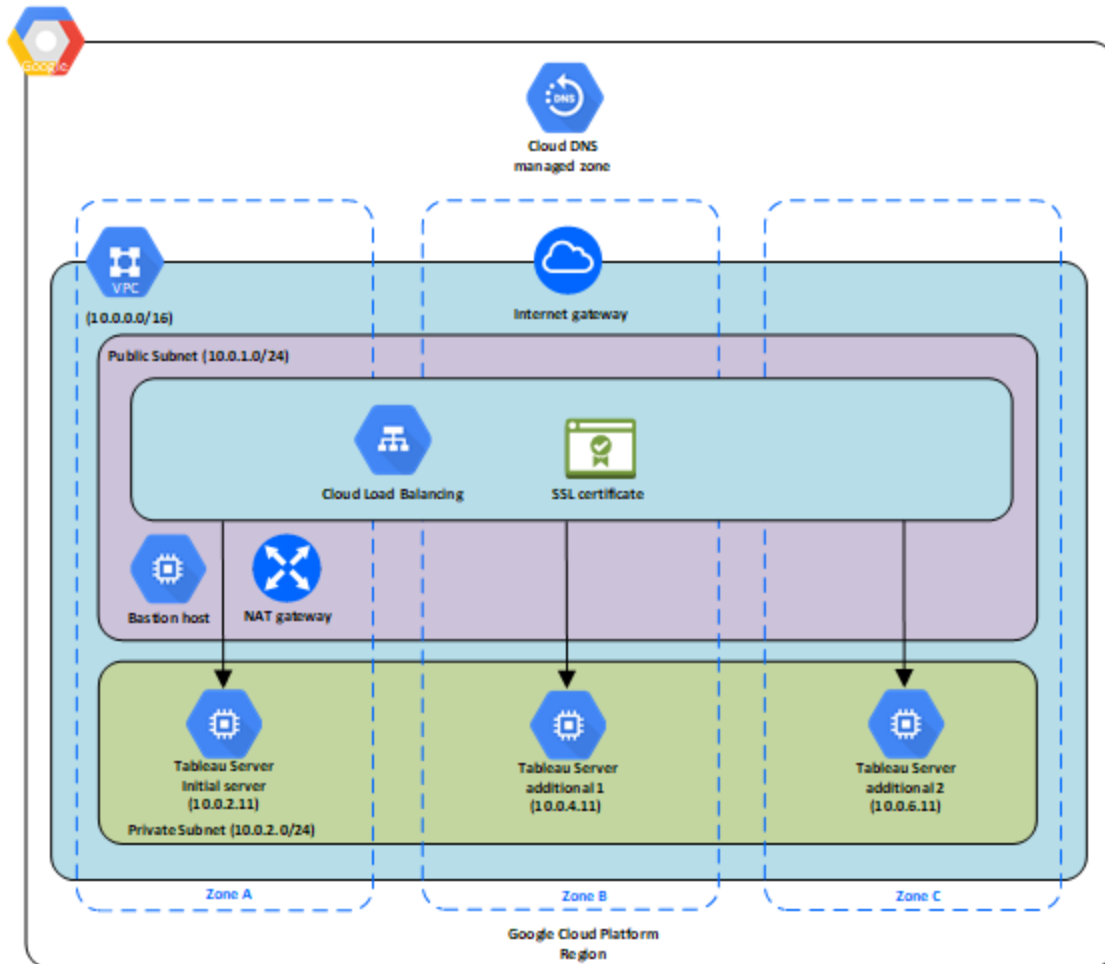 Google
DNS
Cloud DNS
managed zone
VPC
(10.0.0.0/16)
Internet gateway
Public Subnet (10.0.1.0/24)
Cloud Load Balancing
SSL certificate
Bastion host
NAT gateway
Tableau Server
Initial server
(10.0.2.11)
Tableau Server
additional 1
(10.0.4.11)
Tableau Server
additional 2
(10.0.6.11)
Private Subnet (10.0.2.0/24)
Zone A
Zone B
Zone C
Google Cloud Platform
Region